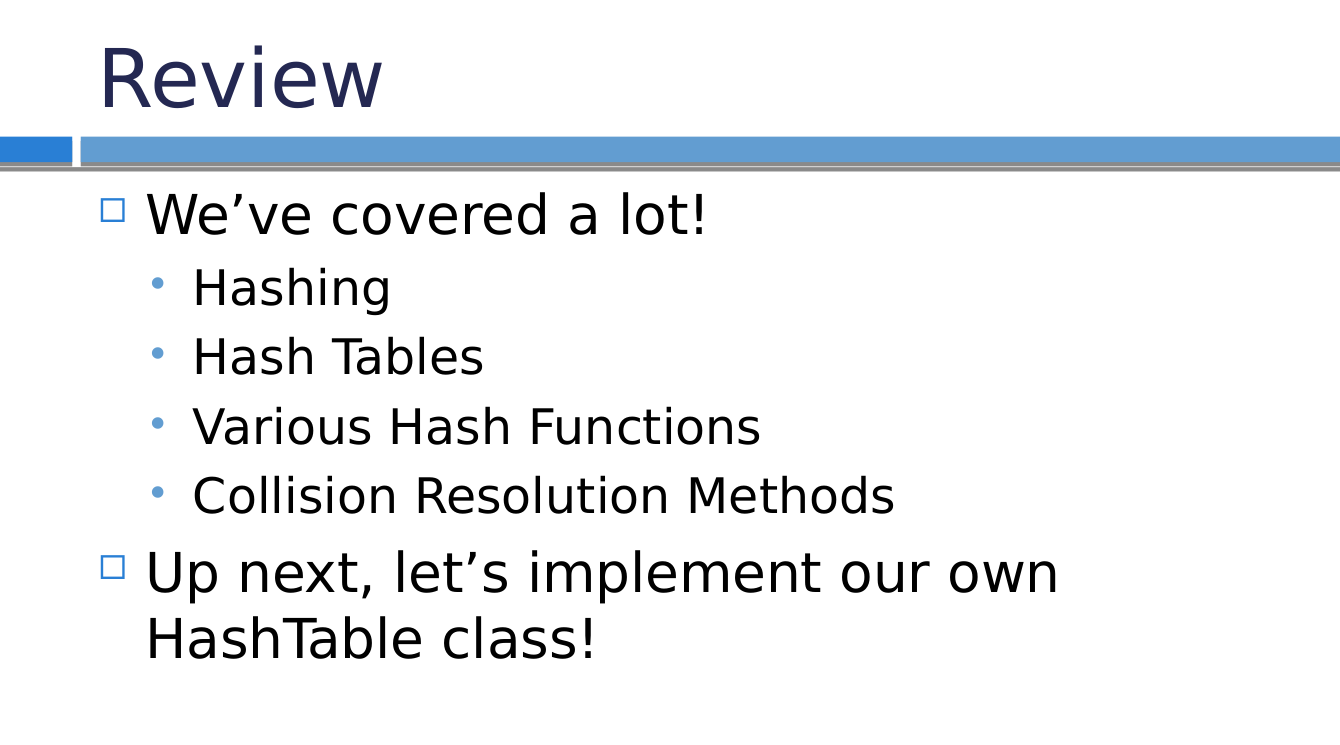 Review
We’ve covered a lot!
Hashing
Hash Tables
Various Hash Functions
Collision Resolution Methods
Up next, let’s implement our own
HashTable class!